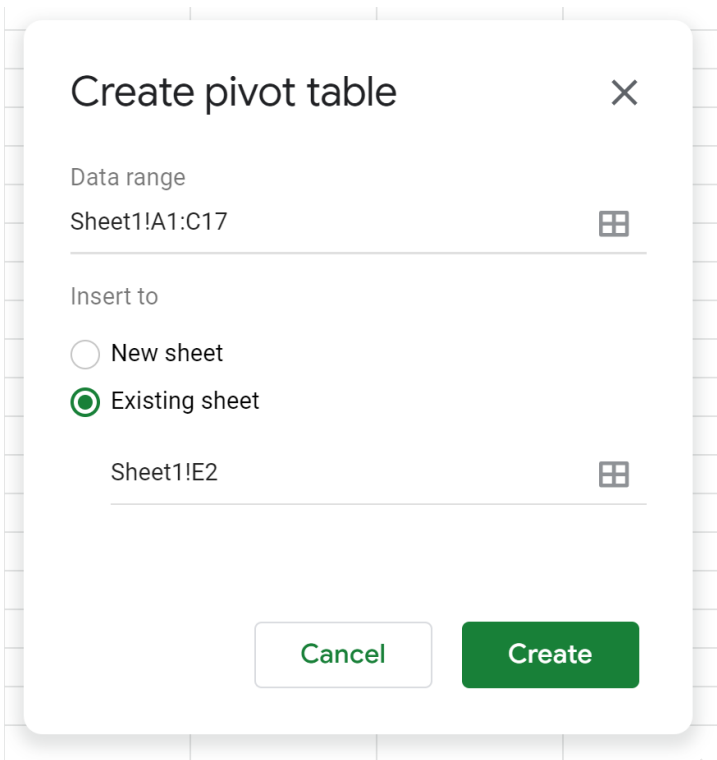 Create pivot table
Data range
Sheet1!A1:C17
Insert to
New sheet
Existing sheet
Sheet1!E2
Cancel Create